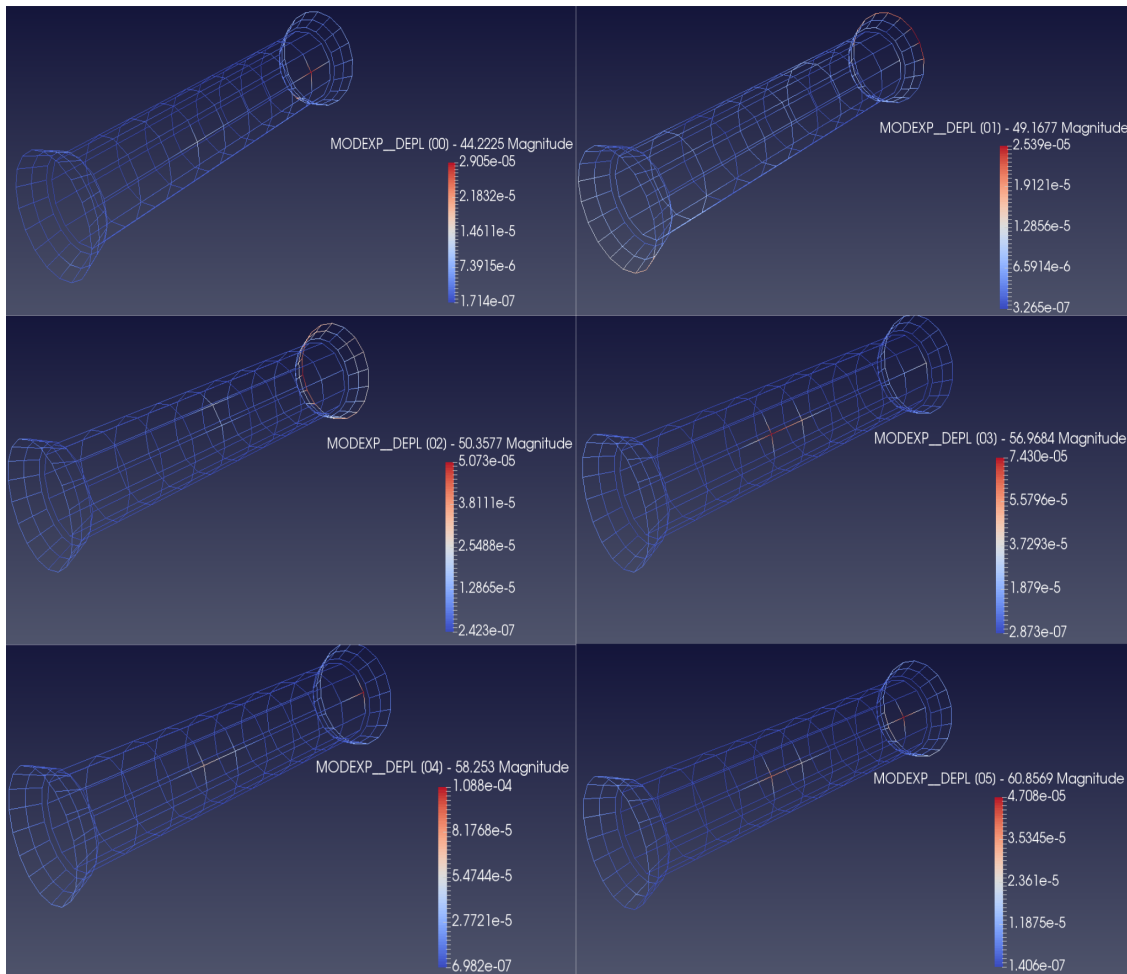 MODEXP__DEPL (00) - 44.2225 Magnitude
2.905e-05
2.1832e-5
1.4611e-5
7.3915e-6
1.714e-07
MODEXP__DEPL (01) - 49.1677 Magnitude
2.539e-05
1.9121e-5
1.2856e-5
6.5914e-6
3.265e-07
MODEXP__DEPL (02) - 50.3577 Magnitude
5.073e-05
3.8111e-5
2.5488e-5
1.2865e-5
2.423e-07
MODEXP__DEPL (03) - 56.9684 Magnitude
7.430e-05
5.5796e-5
3.7293e-5
1.879e-5
2.873e-07
MODEXP__DEPL (04) - 58.253 Magnitude
1.088e-04
8.1768e-5
5.4744e-5
2.7721e-5
6.982e-07
MODEXP__DEPL (05) - 60.8569 Magnitude
4.708e-05
3.5345e-5
2.361e-5
1.1875e-5
1.406e-07